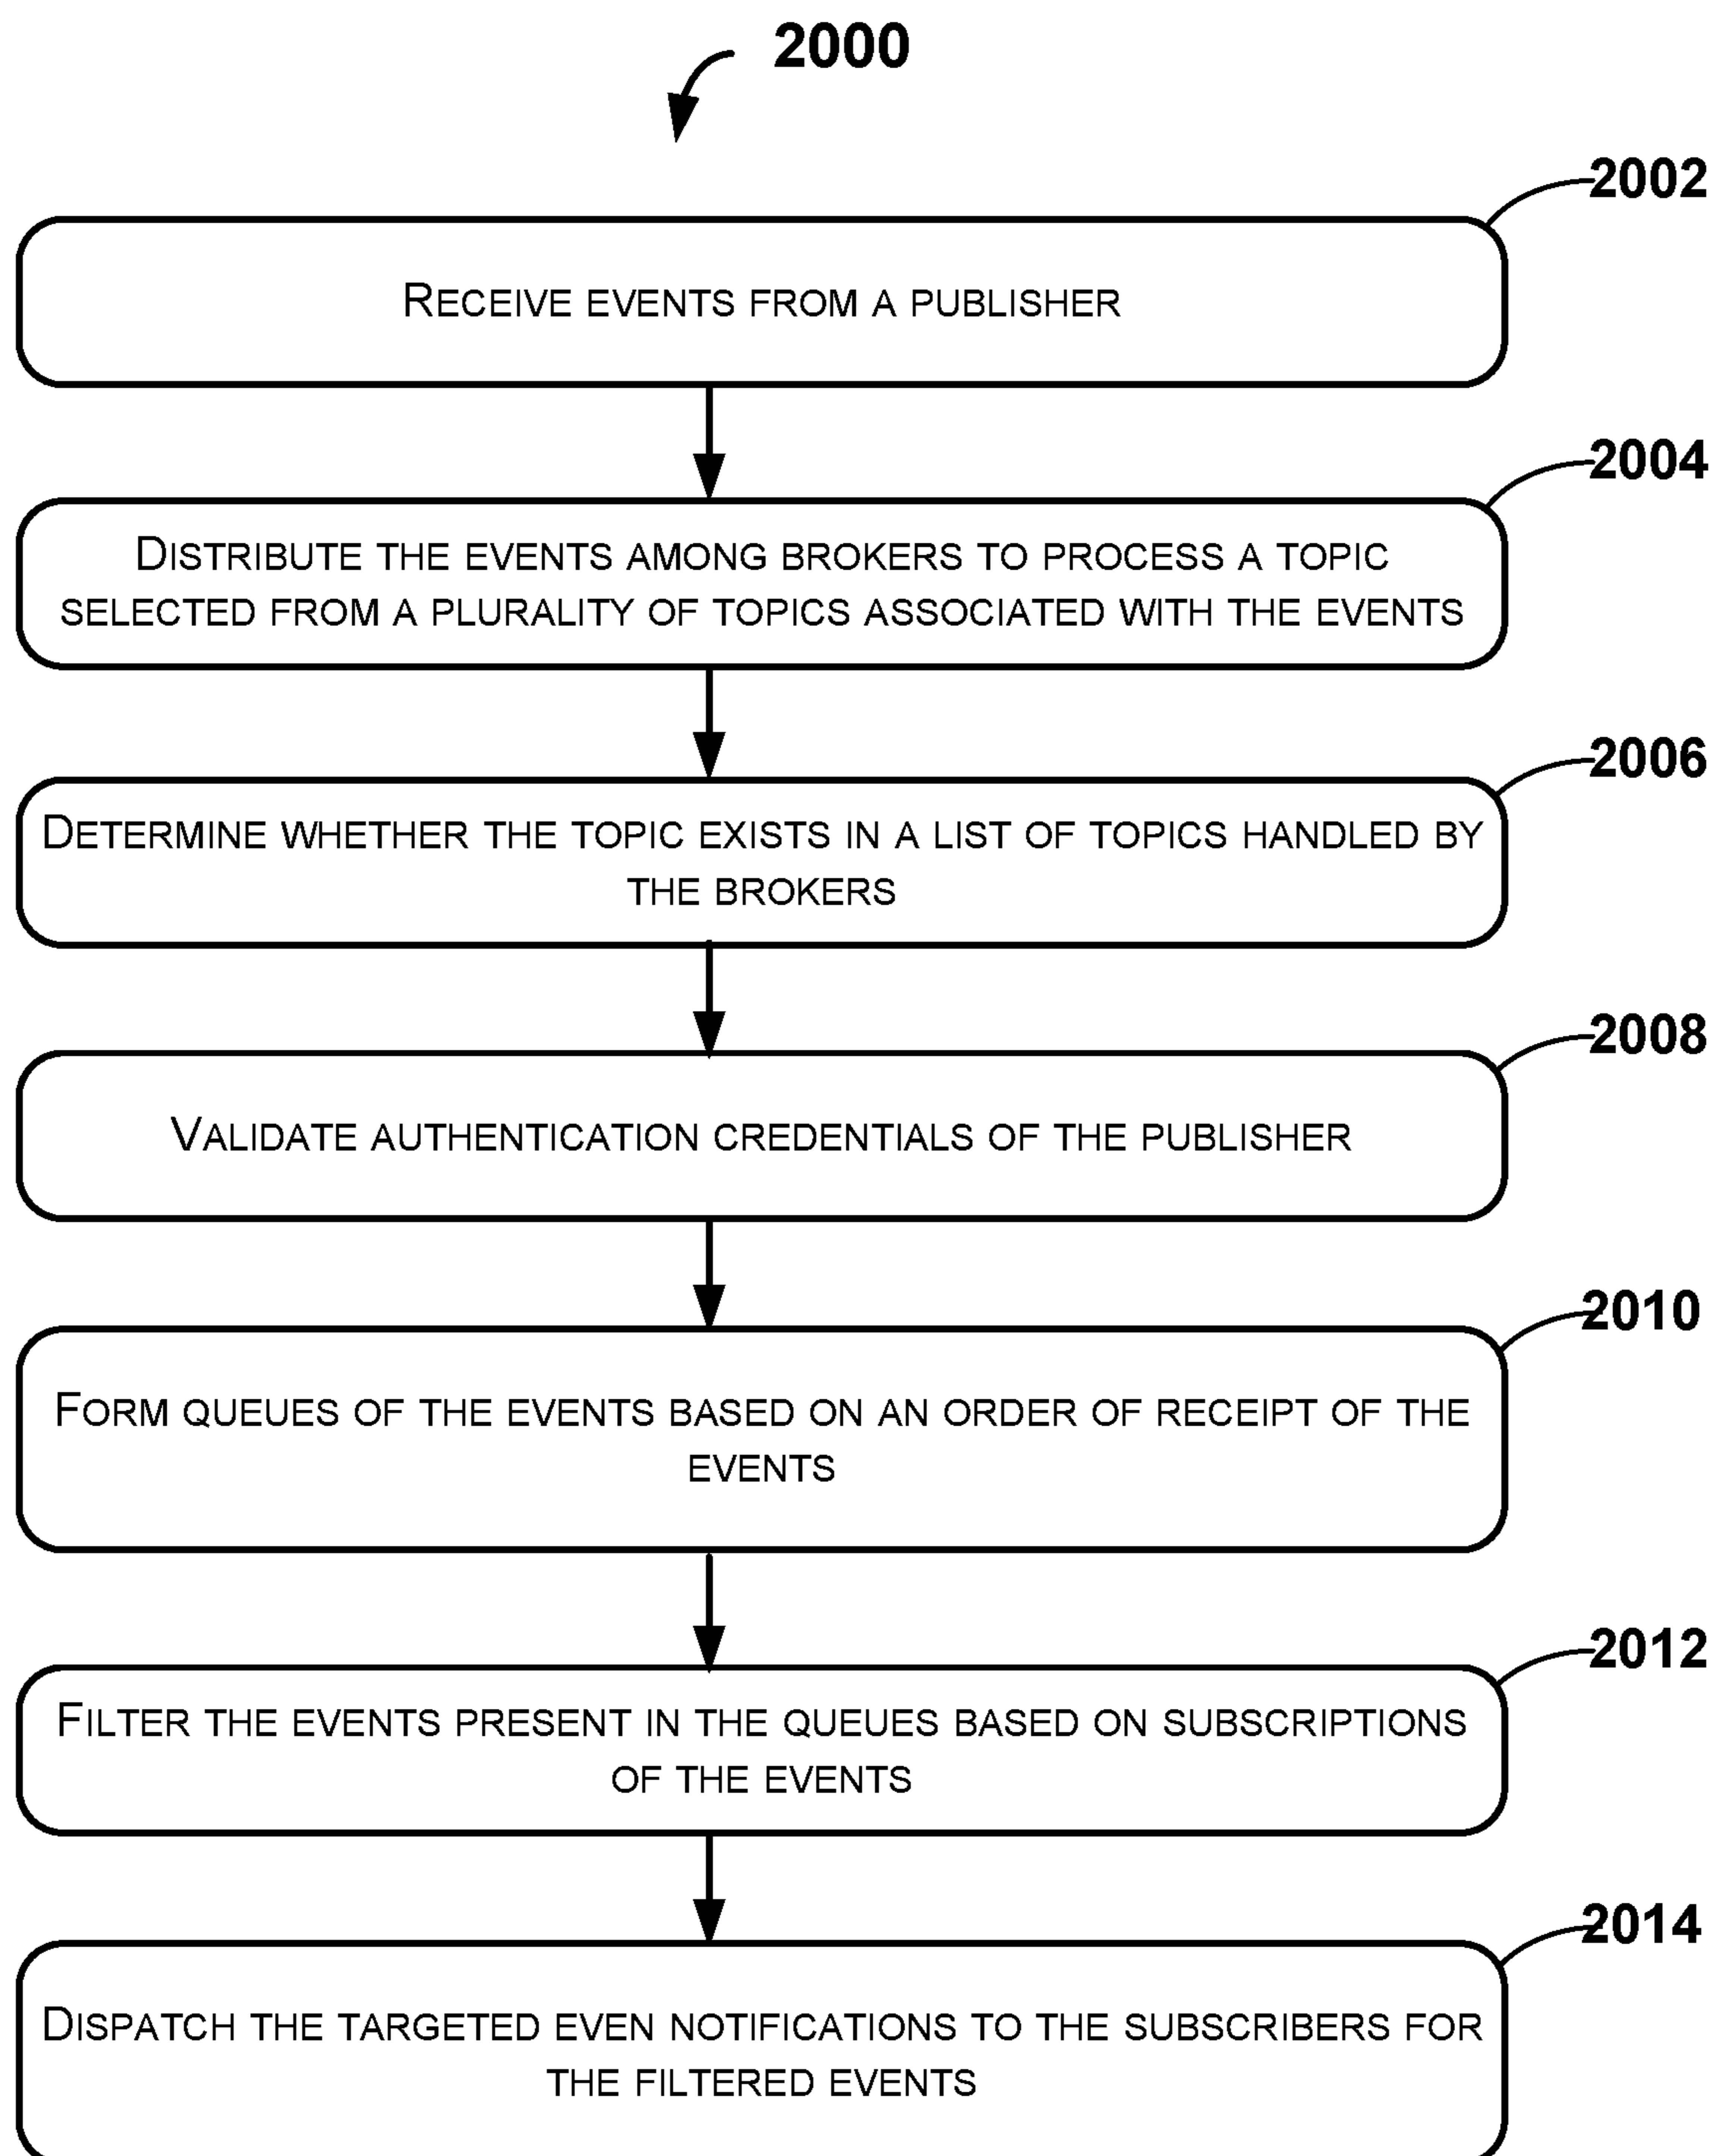 2000
2002
RECEIVE EVENTS FROM A PUBLISHER
2004
DISTRIBUTE THE EVENTS AMONG BROKERS TO PROCESS A TOPIC
SELECTED FROM A PLURALITY OF TOPICS ASSOCIATED WITH THE EVENTS
2006
DETERMINE WHETHER THE TOPIC EXISTS IN A LIST OF TOPICS HANDLED BY
THE BROKERS
2008
VALIDATE AUTHENTICATION CREDENTIALS OF THE PUBLISHER
2010
FORM QUEUES OF THE EVENTS BASED ON AN ORDER OF RECEIPT OF THE
EVENTS
2012
FILTER THE EVENTS PRESENT IN THE QUEUES BASED ON SUBSCRIPTIONS
OF THE EVENTS
2014
DISPATCH THE TARGETED EVEN NOTIFICATIONS TO THE SUBSCRIBERS FOR
THE FILTERED EVENTS